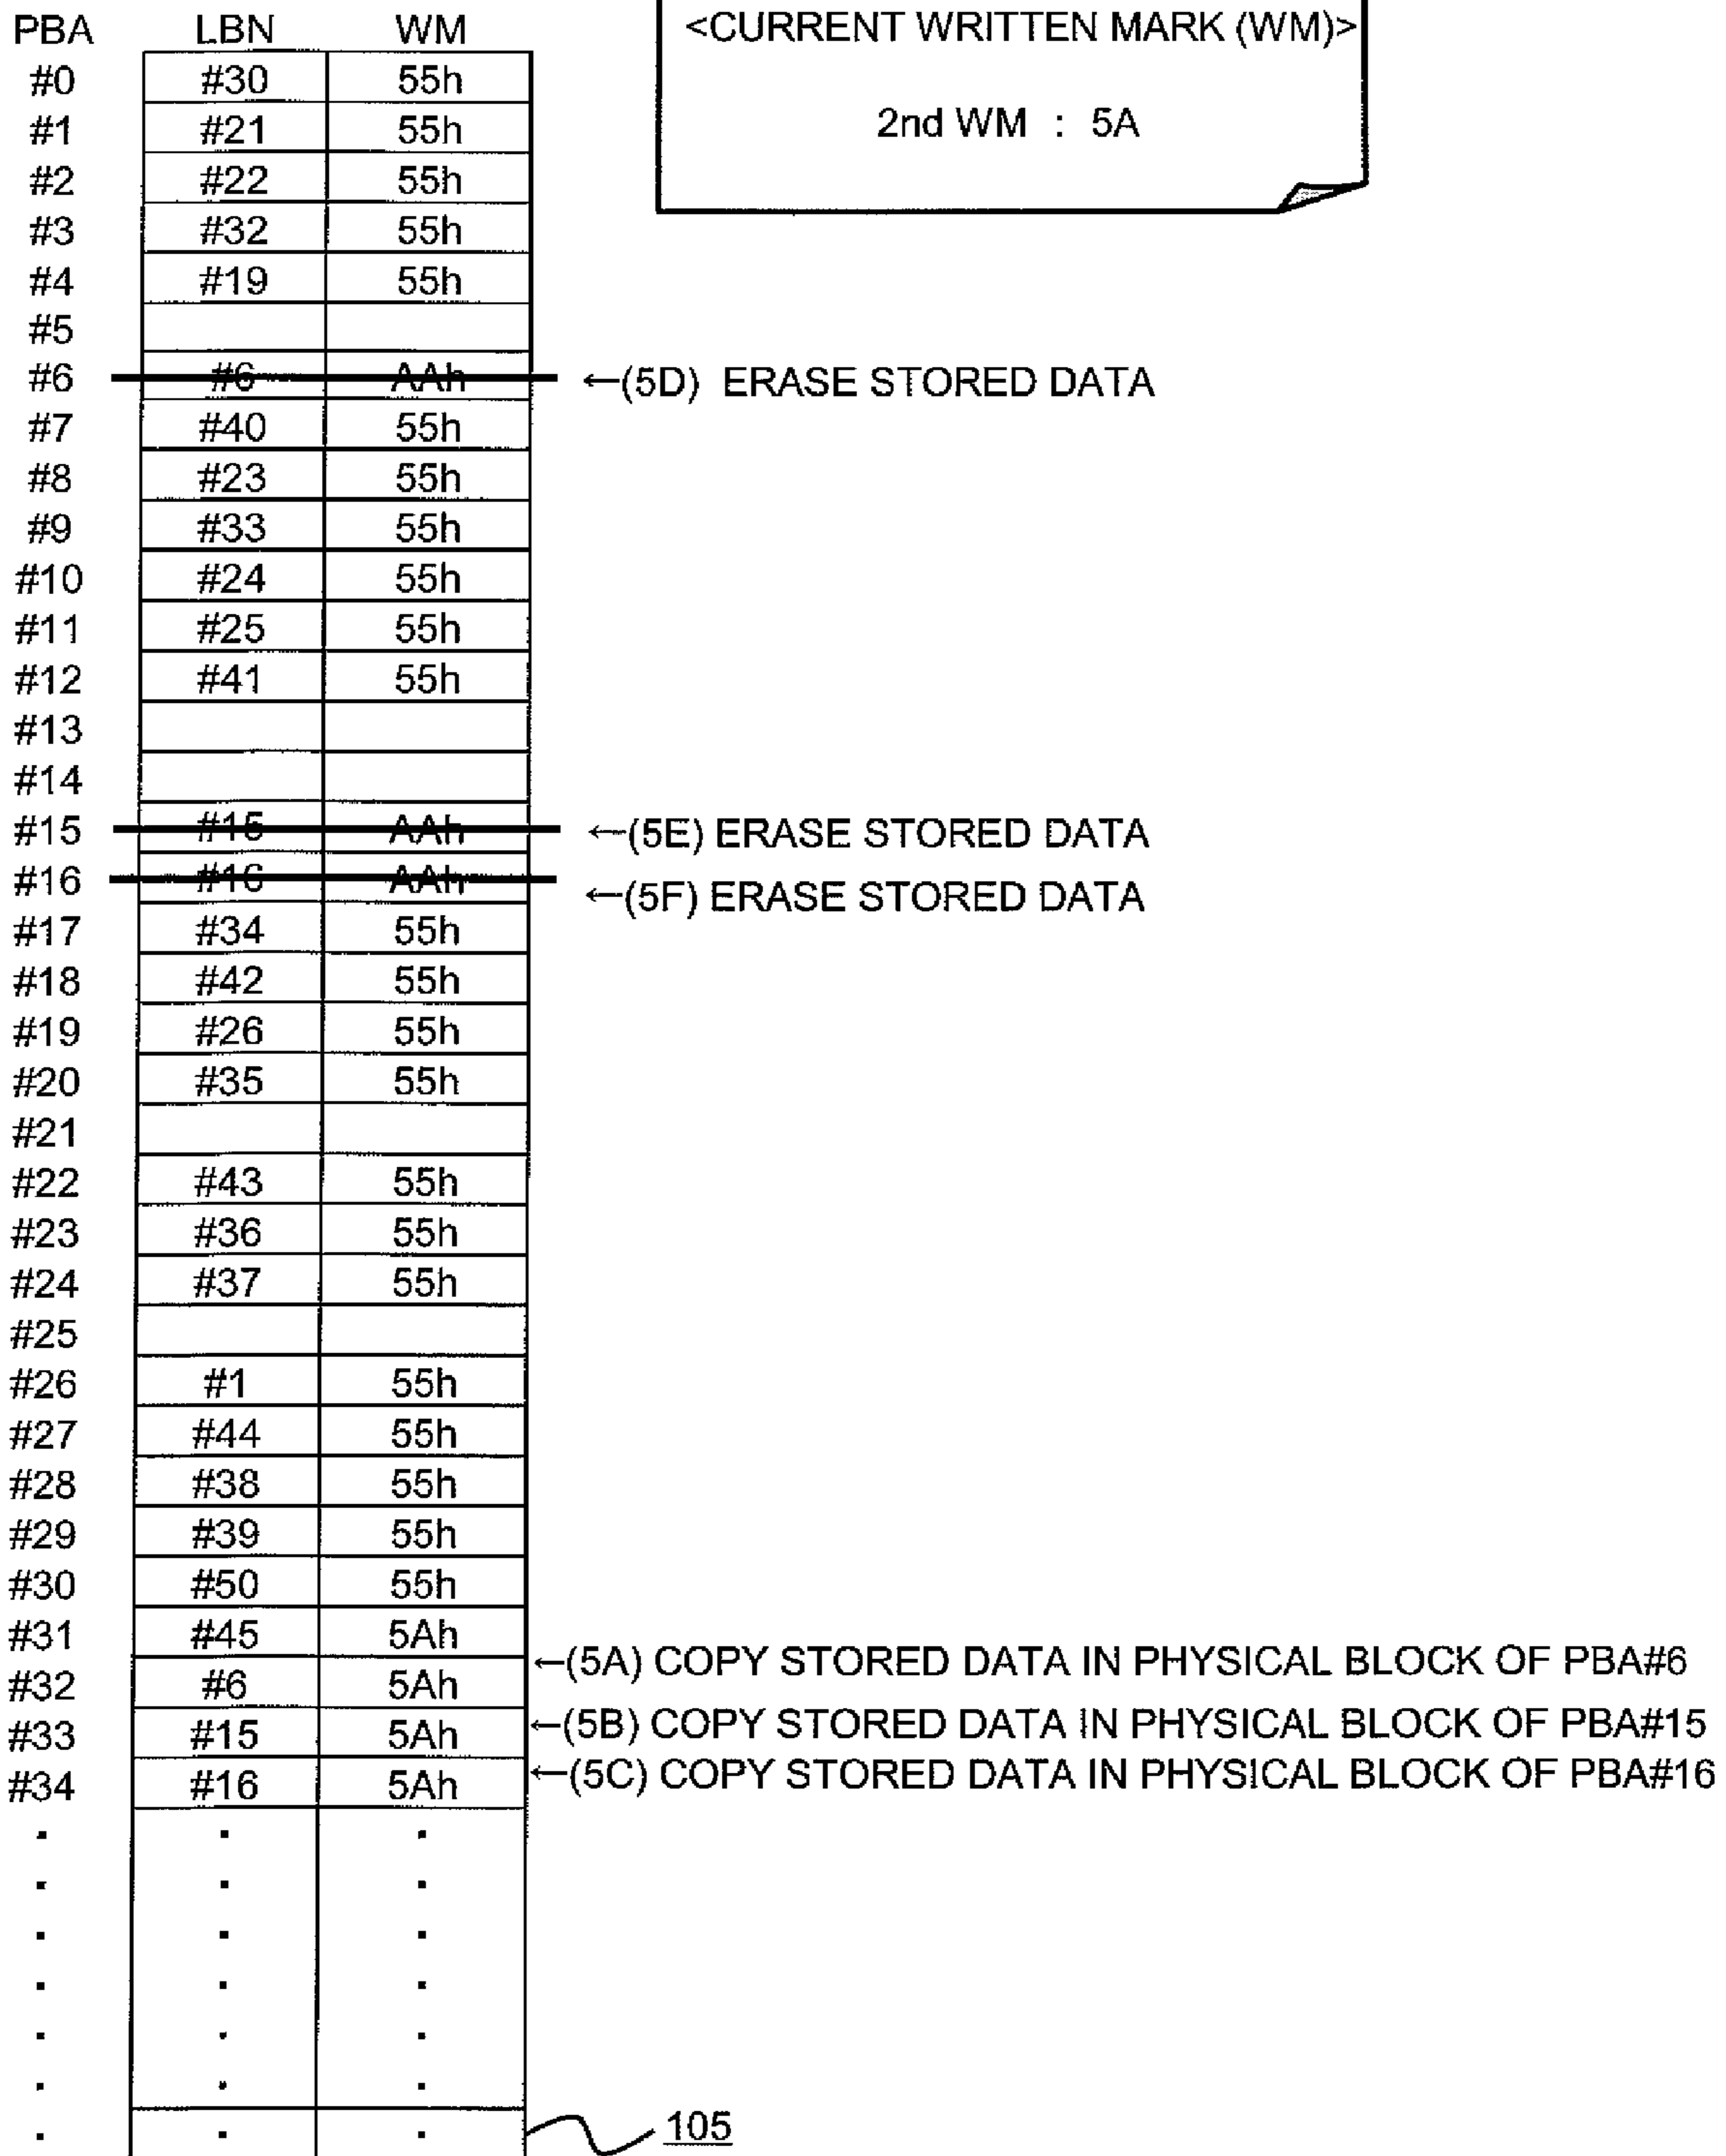 PBA LBN WM
<CURRENT WRITTEN MARK (WM)>
#0 #30 55h
#1 #21 55h
2nd WM : 5A
#2 #22 55h
#3 #32 55h
#4 #19 55h
#5
#6 #6 AAh ←(5D) ERASE STORED DATA
#7 #40 55h
#8 #23 55h
#9 #33 55h
#10 #24 55h
#11 #25 55h
#12 #41 55h
#13
#14
#15 #15 AAh ←(5E) ERASE STORED DATA
#16 #16 AAh ←(5F) ERASE STORED DATA
#17 #34 55h
#18 #42 55h
#19 #26 55h
#20 #35 55h
#21
#22 #43 55h
#23 #36 55h
#24 #37 55h
#25
#26 #1 55h
#27 #44 55h
#28 #38 55h
#29 #39 55h
#30 #50 55h
#31 #45 5Ah
#32 #6 5Ah ←(5A) COPY STORED DATA IN PHYSICAL BLOCK OF PBA#6
#33 #15 5Ah ←(5B) COPY STORED DATA IN PHYSICAL BLOCK OF PBA#15
#34 #16 5Ah ←(5C) COPY STORED DATA IN PHYSICAL BLOCK OF PBA#16
. . .
. . .
. . .
. . .
. . .
. . .
. . . 105